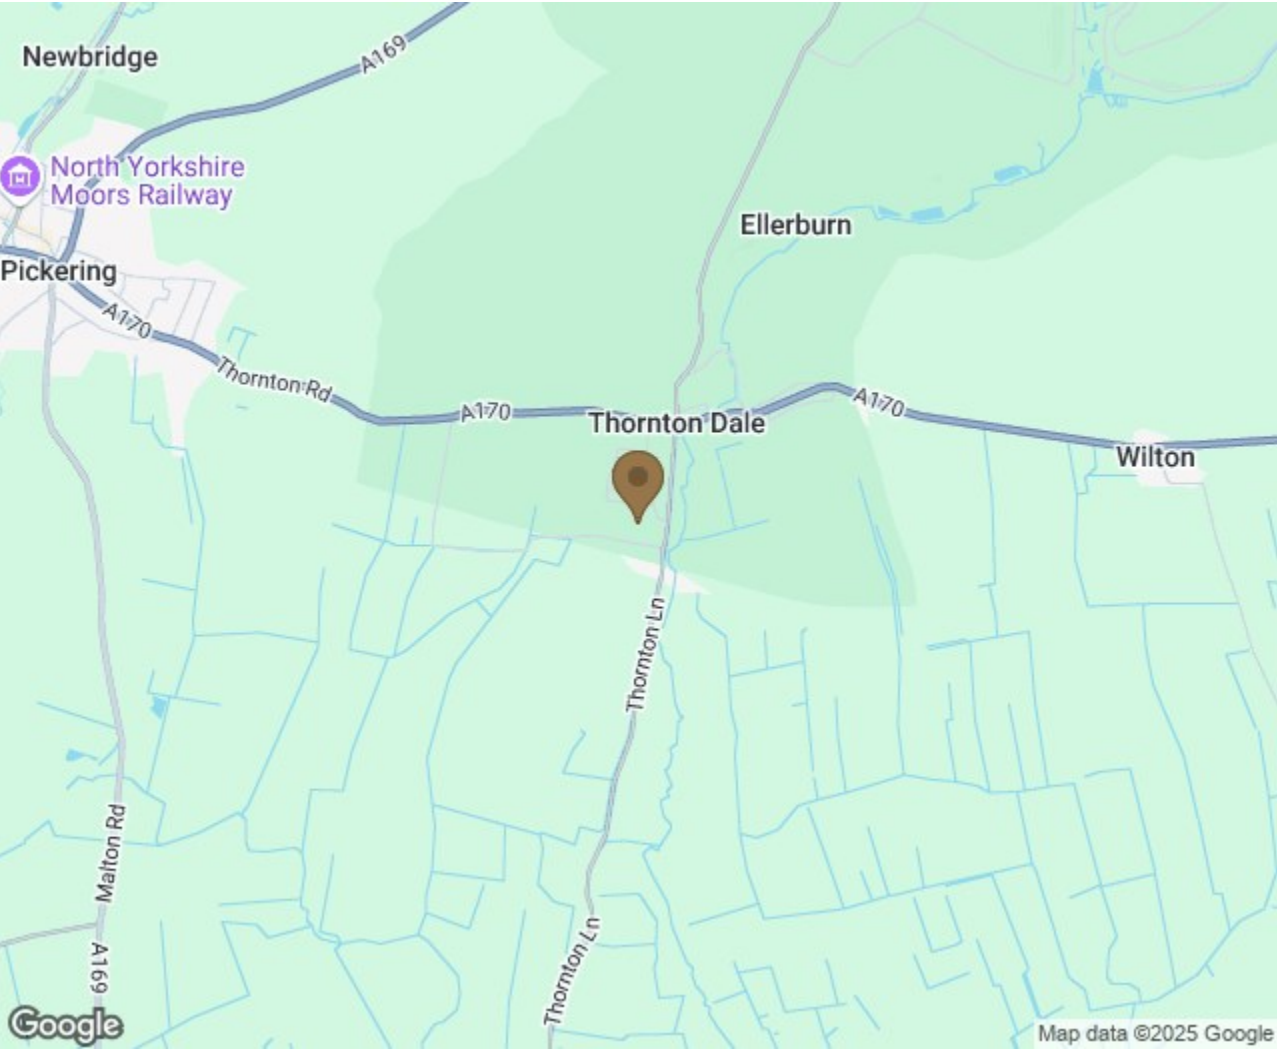 Newbridge
A169
North Yorkshire
Moors Railway
Ellerburn
Pickering
A170
Thornton Rd
A170
Thornton Dale
A170
Wilton
Thornton Ln
Malton Rd
A169
Thornton Ln
Google
Map data ©2025 Google